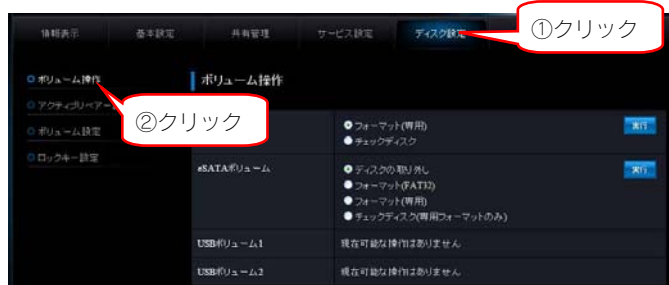 情報表示 基本設定 共有管理 サービス設定 ディスク設定
①クリック
ボリューム操作
ボリューム操作
アクティブリペアー
②クリック
フォーマット(専用)
チェックディスク
実行
ボリューム設定
ロックキー設定
eSATAボリューム
ディスクの取り外し
フォーマット(FAT32)
フォーマット(専用)
チェックディスク(専用フォーマットのみ)
実行
USBボリューム1 現在可能な操作はありません
USBボリューム2 現在可能な操作はありません